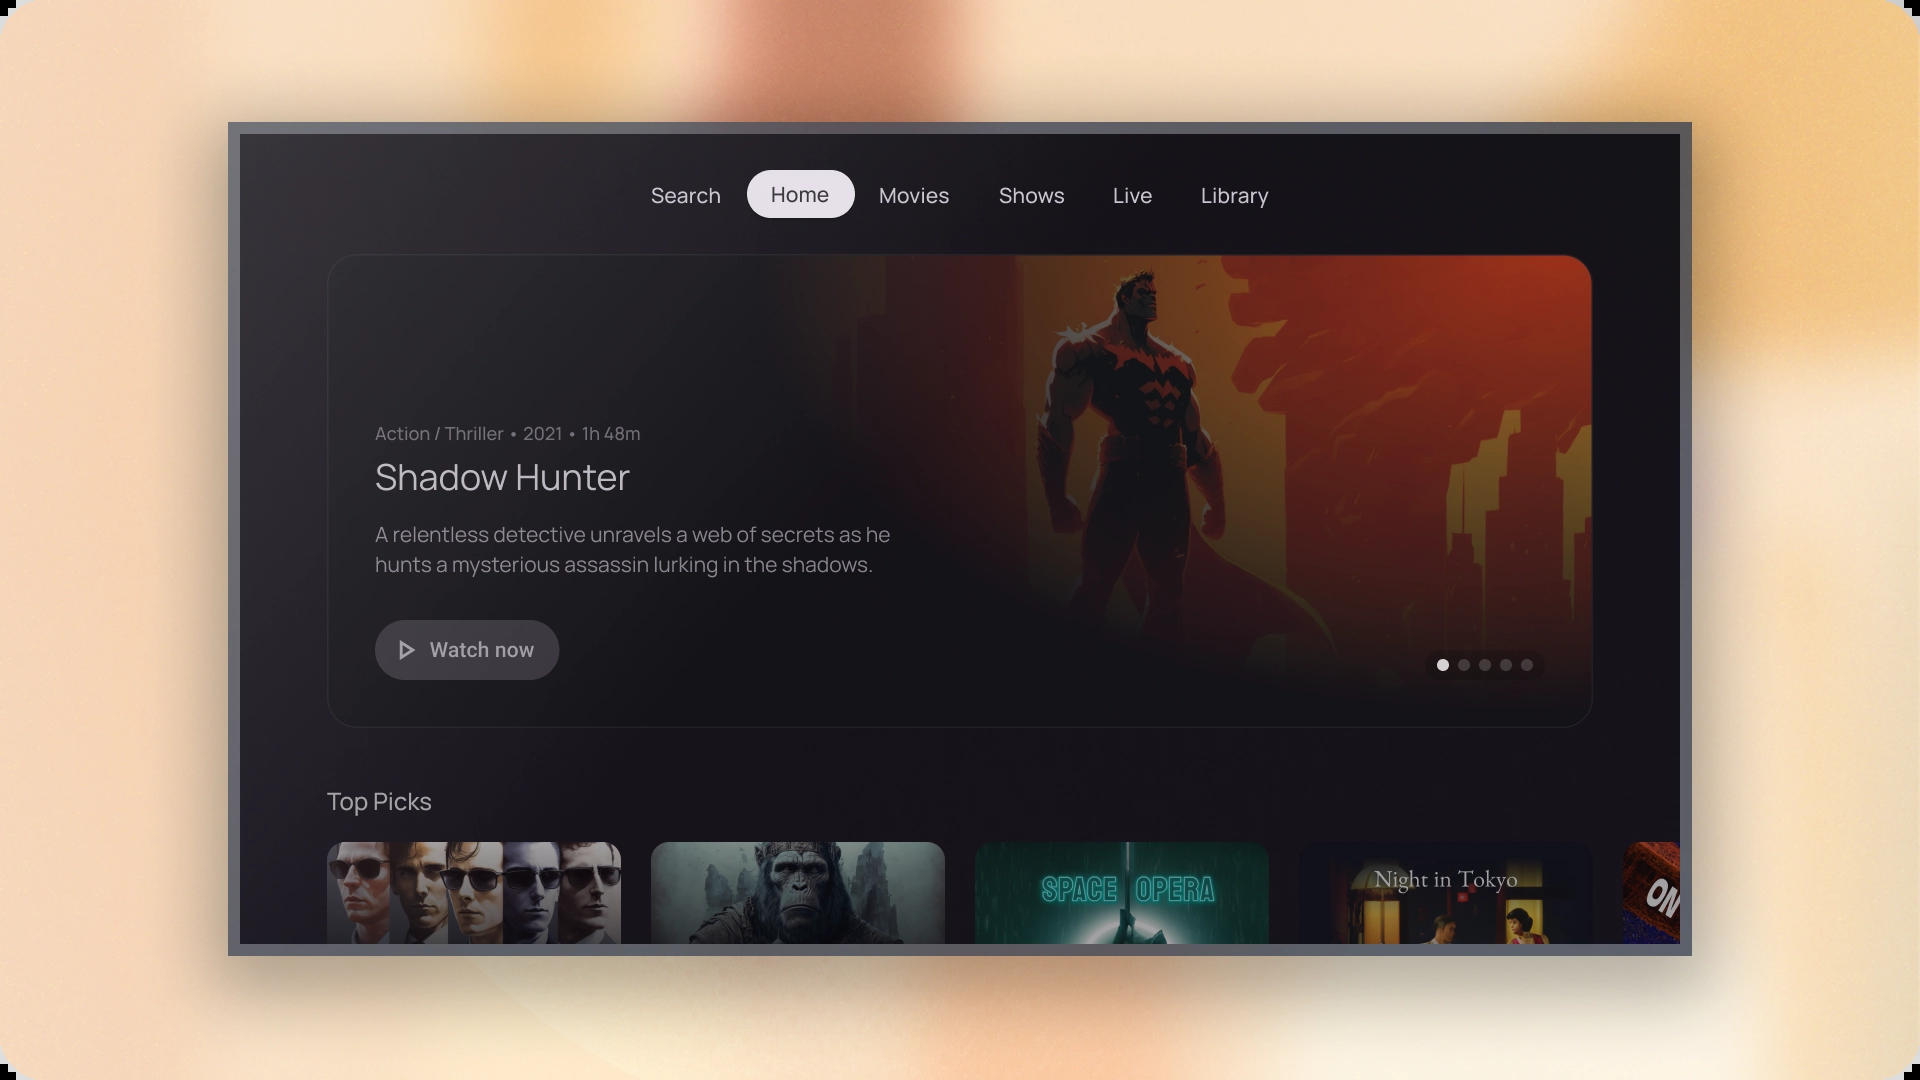 Search Home Movies Shows Live Library
Action / Thriller • 2021 • 1h 48m
Shadow Hunter
A relentless detective unravels a web of secrets as he
hunts a mysterious assassin lurking in the shadows.
Watch now
Top Picks
SPACE OPERA
Night in Tokyo
ON